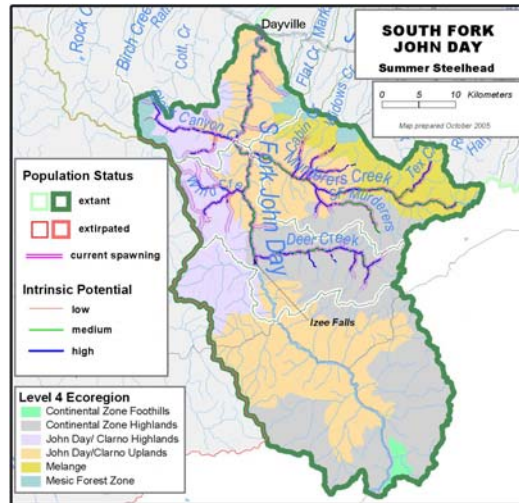 Dayville
SOUTH FORK
JOHN DAY
Summer Steelhead
0 5 10 Kilometers
Map prepared October 2005
Rock Cr
Birch Creek
Cott. Cr
Flat Cr
Canyon
Cabin
Murderers Creek
SF Murderers
Tex Cr
S Fork John Day
Deer Creek
Izee Falls
Population Status
extant
extirpated
current spawning
Intrinsic Potential
low
medium
high
Level 4 Ecoregion
Continental Zone Foothills
Continental Zone Highlands
John Day/ Clarno Highlands
John Day/Clarno Uplands
Melange
Mesic Forest Zone